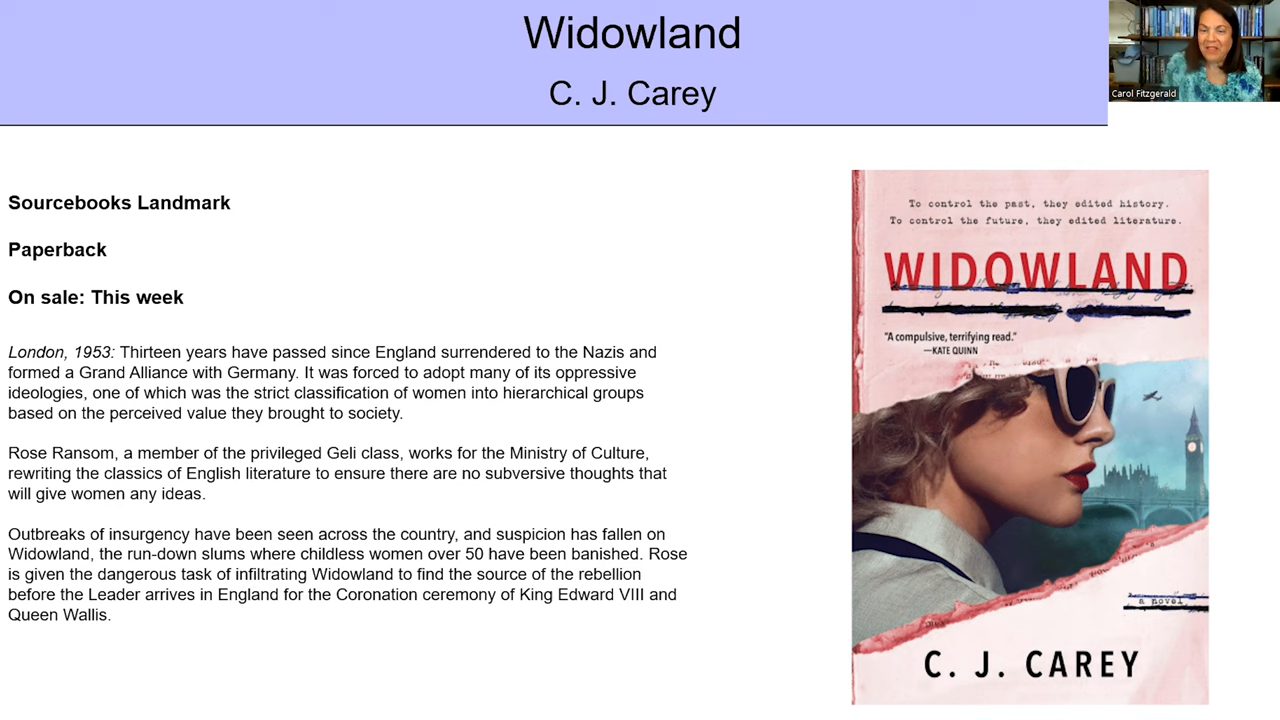 Widowland
C. J. Carey
Carol Fitzgerald
Sourcebooks Landmark
Paperback
On sale: This week
London, 1953: Thirteen years have passed since England surrendered to the Nazis and
formed a Grand Alliance with Germany. It was forced to adopt many of its oppressive
ideologies, one of which was the strict classification of women into hierarchical groups
based on the perceived value they brought to society.
Rose Ransom, a member of the privileged Geli class, works for the Ministry of Culture,
rewriting the classics of English literature to ensure there are no subversive thoughts that
will give women any ideas.
Outbreaks of insurgency have been seen across the country, and suspicion has fallen on
Widowland, the run-down slums where childless women over 50 have been banished. Rose
is given the dangerous task of infiltrating Widowland to find the source of the rebellion
before the Leader arrives in England for the Coronation ceremony of King Edward VIII and
Queen Wallis.
To control the past, they edited history.
To control the future, they edited literature.
WIDOWLAND
"A compulsive, terrifying read."
—KATE QUINN
a novel
C. J. CAREY